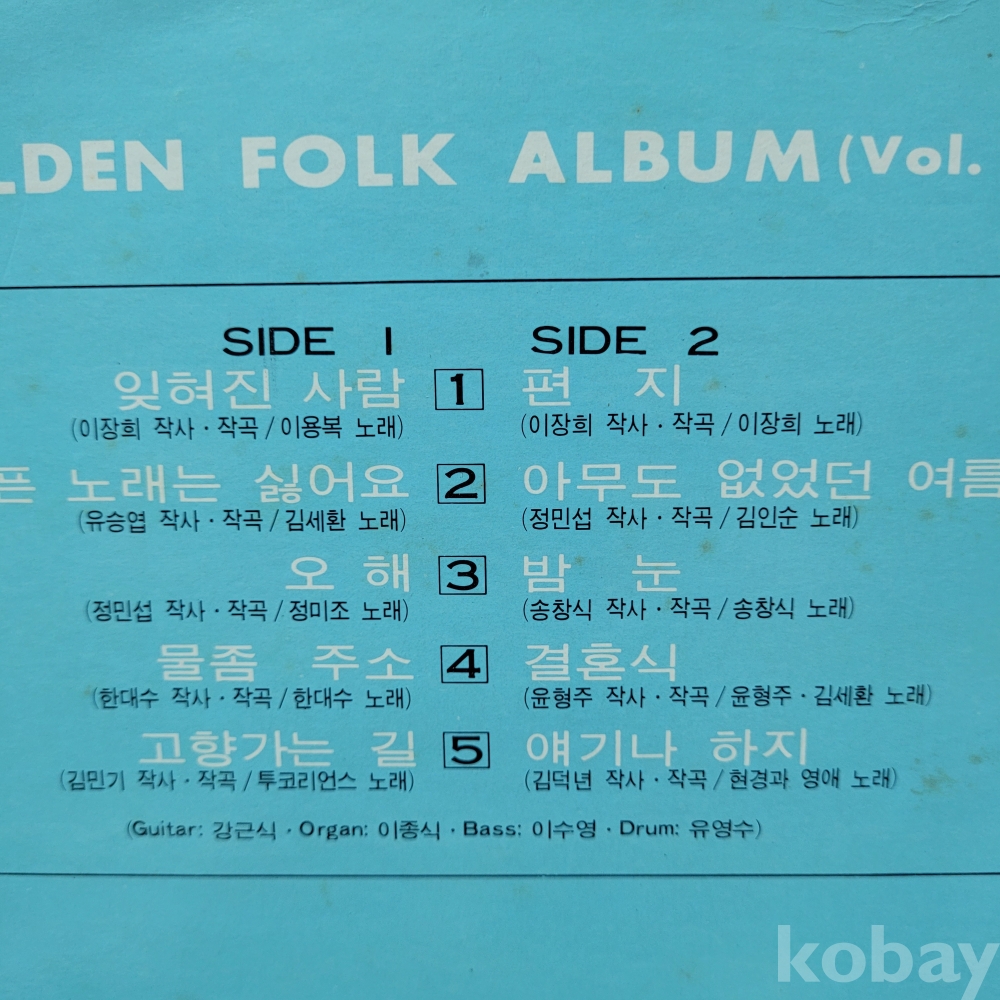 LDEN FOLK ALBUM (Vol.
SIDE 1
잊혀진 사람
(이장희 작사·작곡/이용복 노래)
픈 노래는 싫어요
(유승엽 작사·작곡/김세환 노래)
오 해
(정민섭 작사·작곡/정미조 노래)
물좀 주소
(한대수 작사·작곡/한대수 노래)
고향가는 길
(김민기 작사·작곡/투코리언스 노래)
1
2
3
4
5
SIDE 2
편 지
(이장희 작사·작곡/이장희 노래)
아무도 없었던 여름
(정민섭 작사·작곡/김인순 노래)
밤 눈
(송창식 작사·작곡/송창식 노래)
결혼식
(윤형주 작사·작곡/윤형주·김세환 노래)
얘기나 하지
(김덕년 작사·작곡/현경과 영애 노래)
(Guitar: 강근식·Organ: 이종식·Bass: 이수영·Drum: 유영수)
kobay